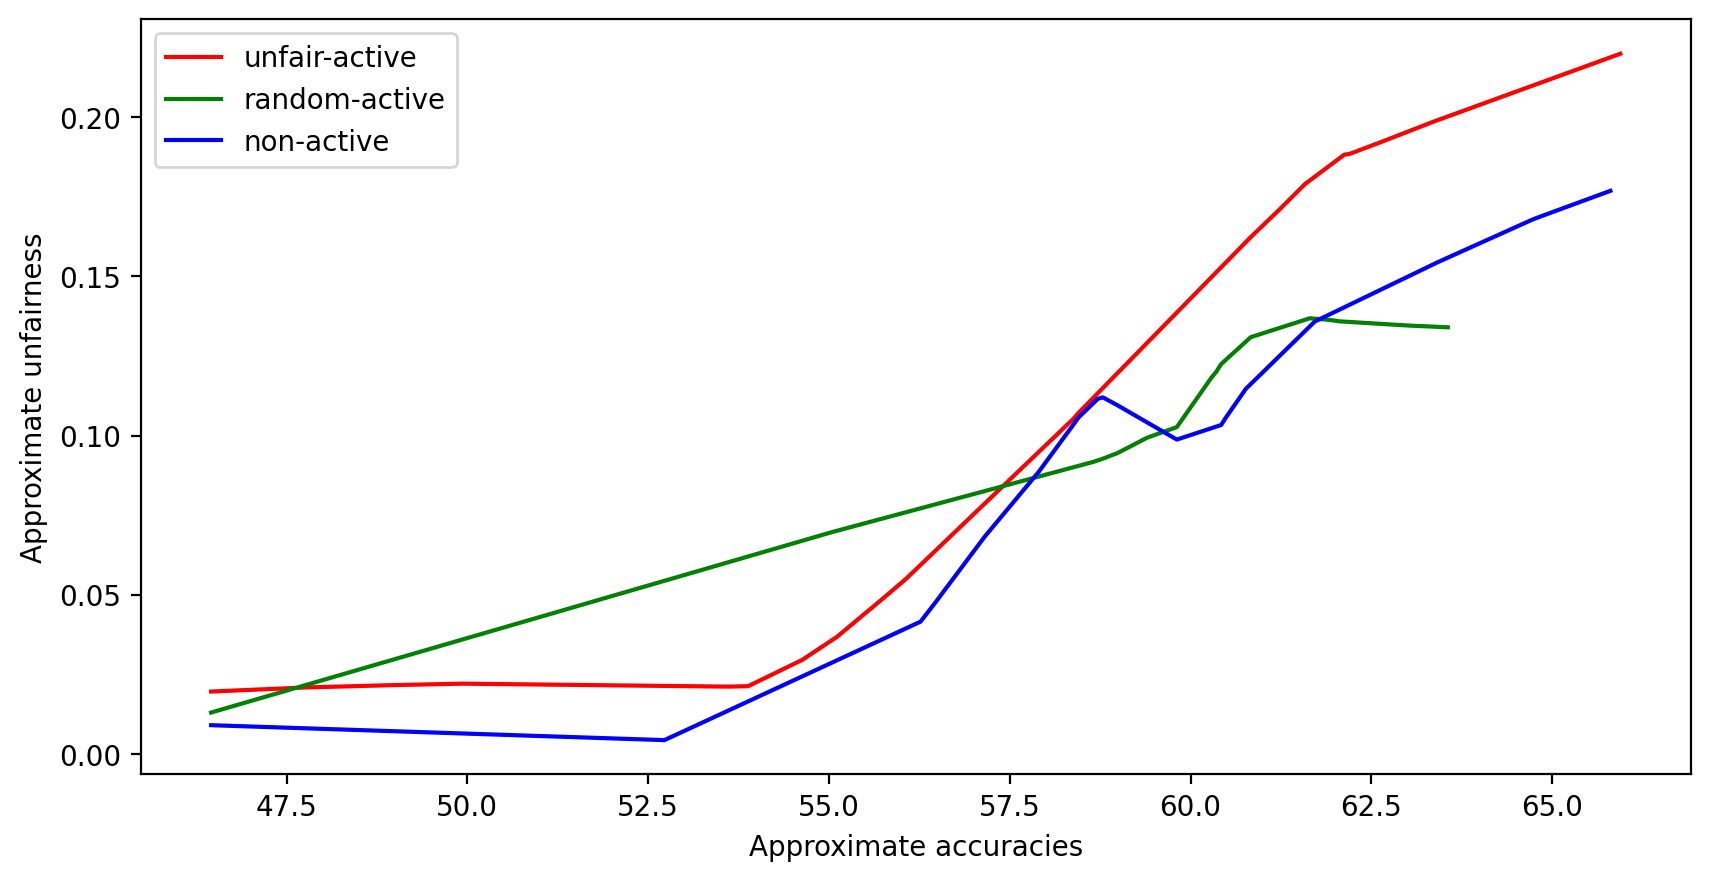 unfair-active
random-active
non-active
Approximate unfairness
0.20
0.15
0.10
0.05
0.00
47.5 50.0 52.5 55.0 57.5 60.0 62.5 65.0
Approximate accuracies